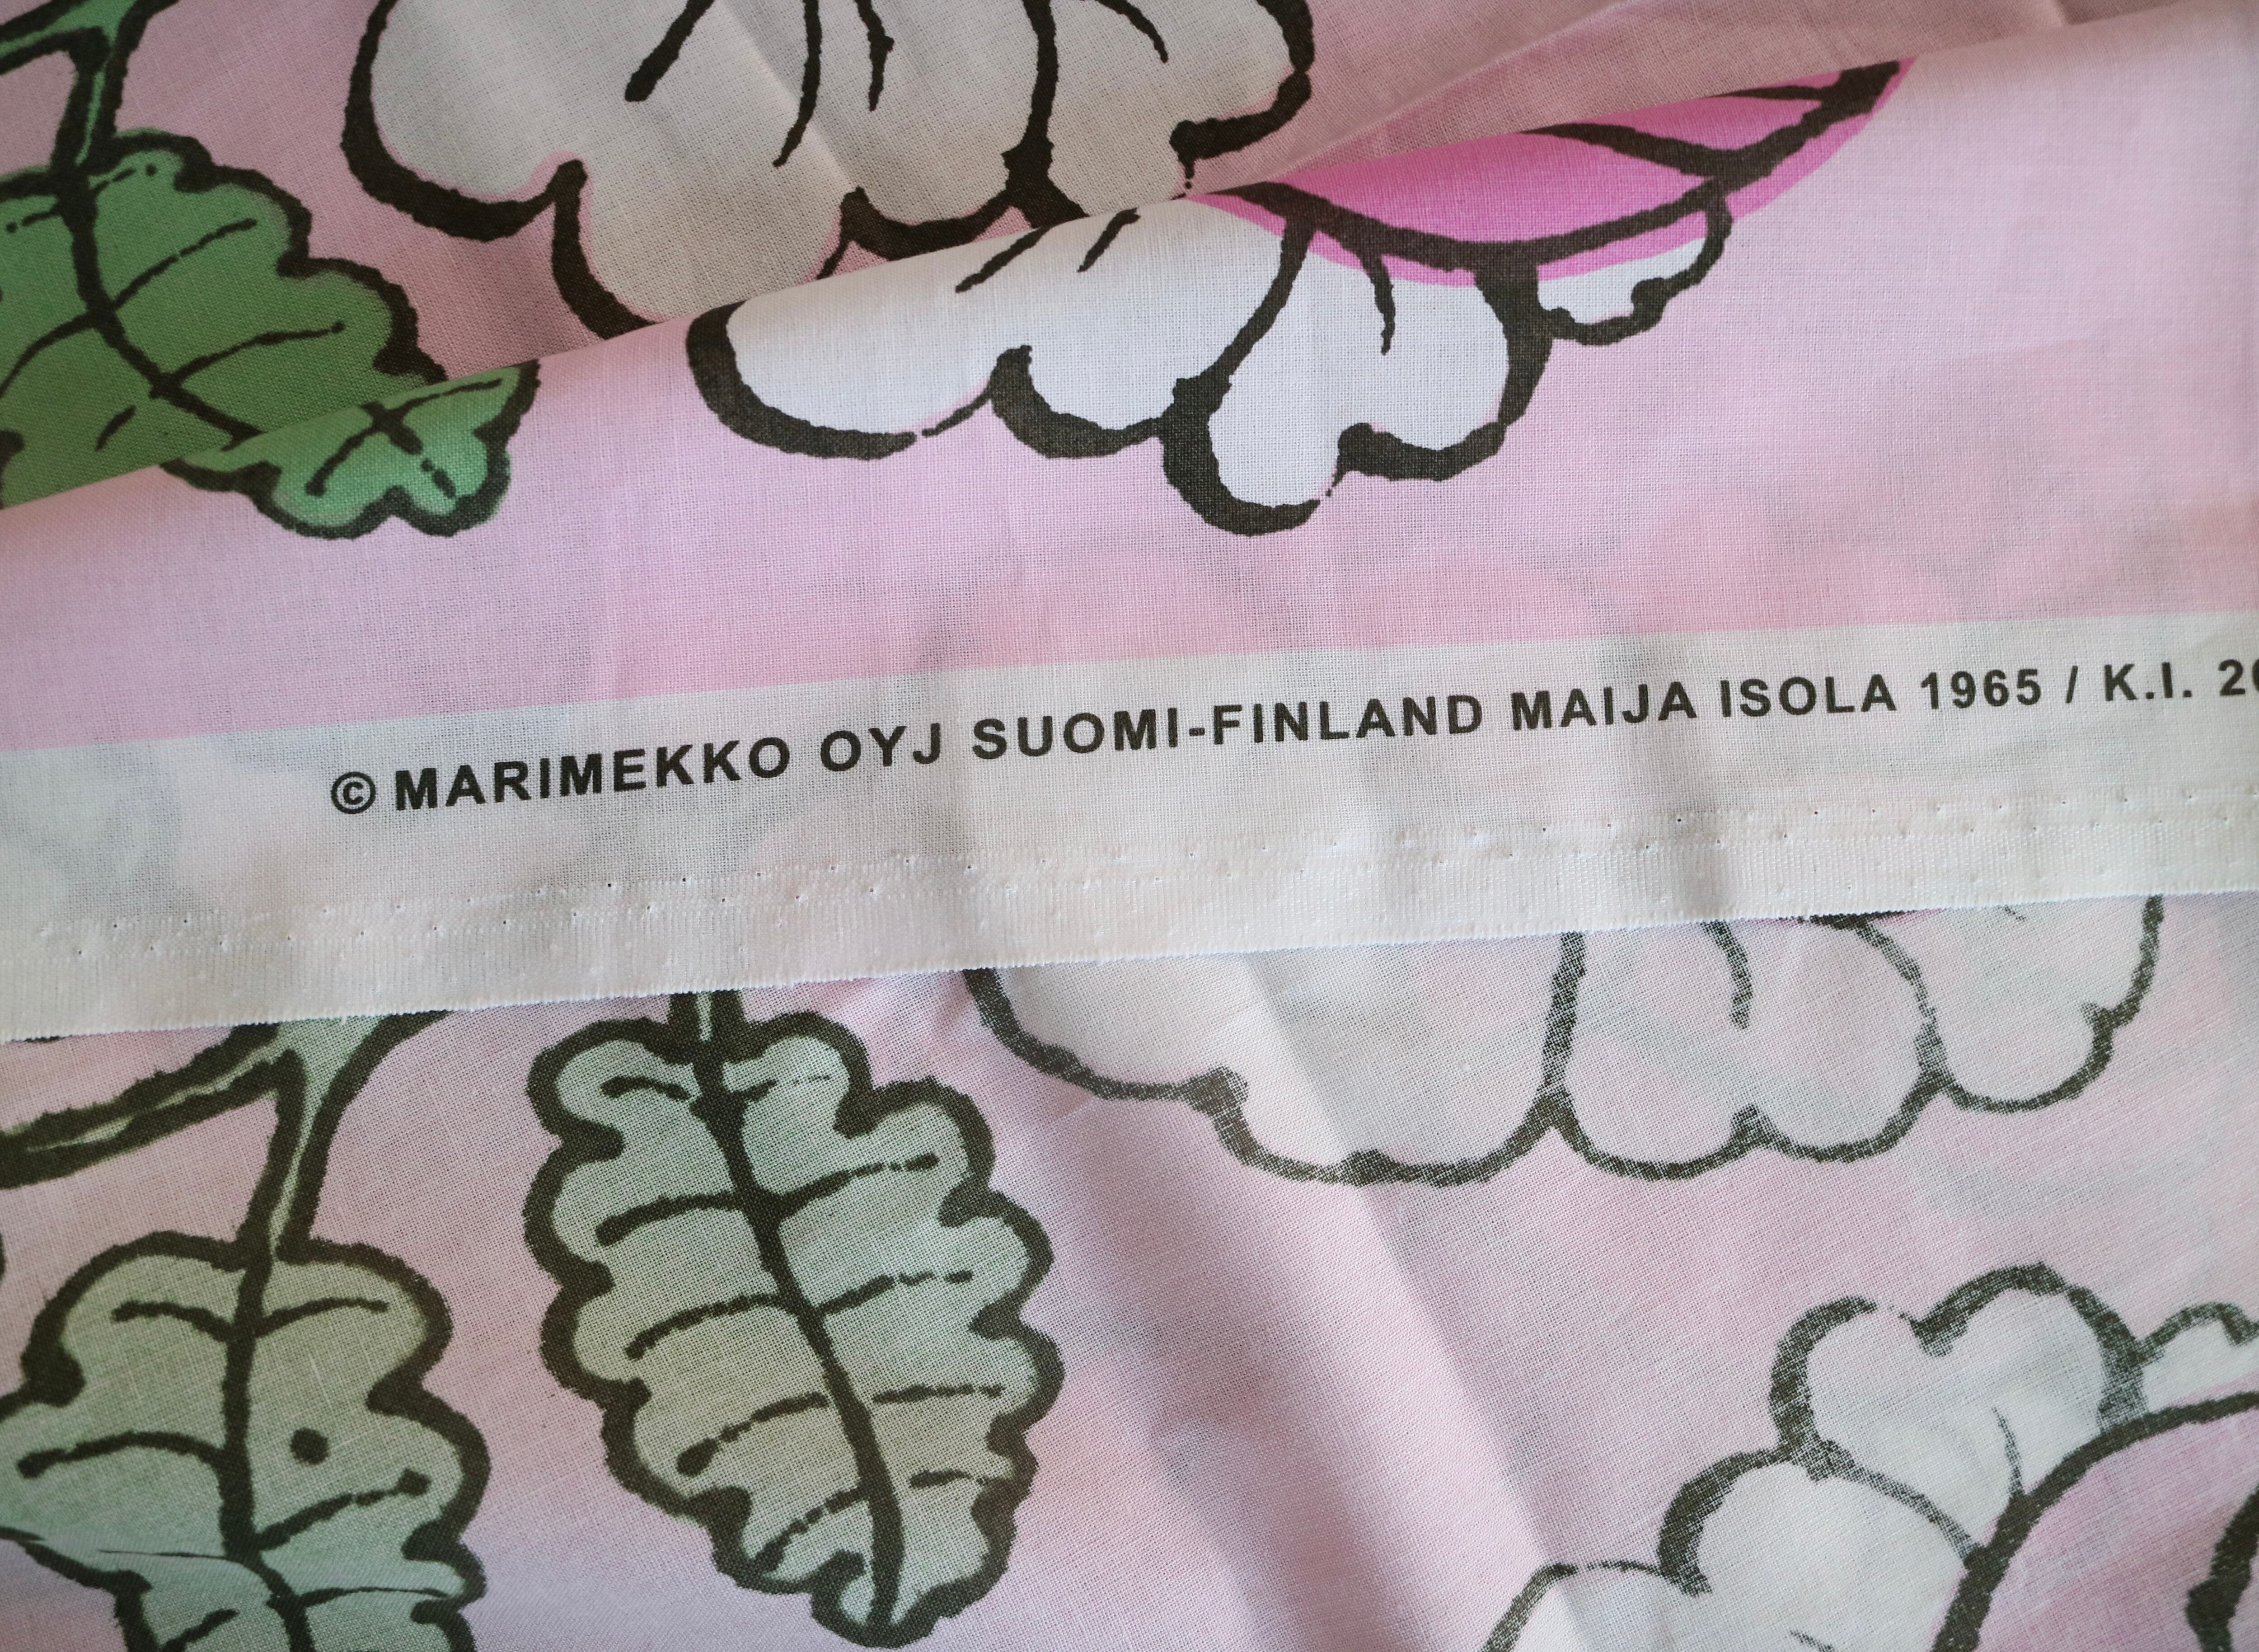 © MARIMEKKO OYJ SUOMI-FINLAND MAIJA ISOLA 1965 / K.I.